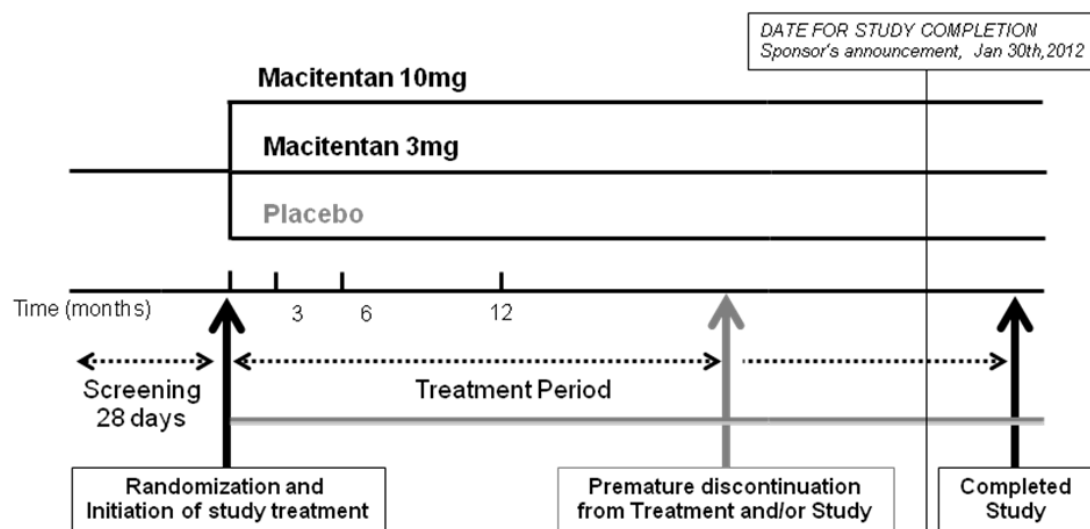 DATE FOR STUDY COMPLETION
Sponsor's announcement, Jan 30th,2012
Macitentan 10mg
Macitentan 3mg
Placebo
Time (months)
3
6
12
Screening
28 days
Treatment Period
Randomization and
Initiation of study treatment
Premature discontinuation
from Treatment and/or Study
Completed
Study